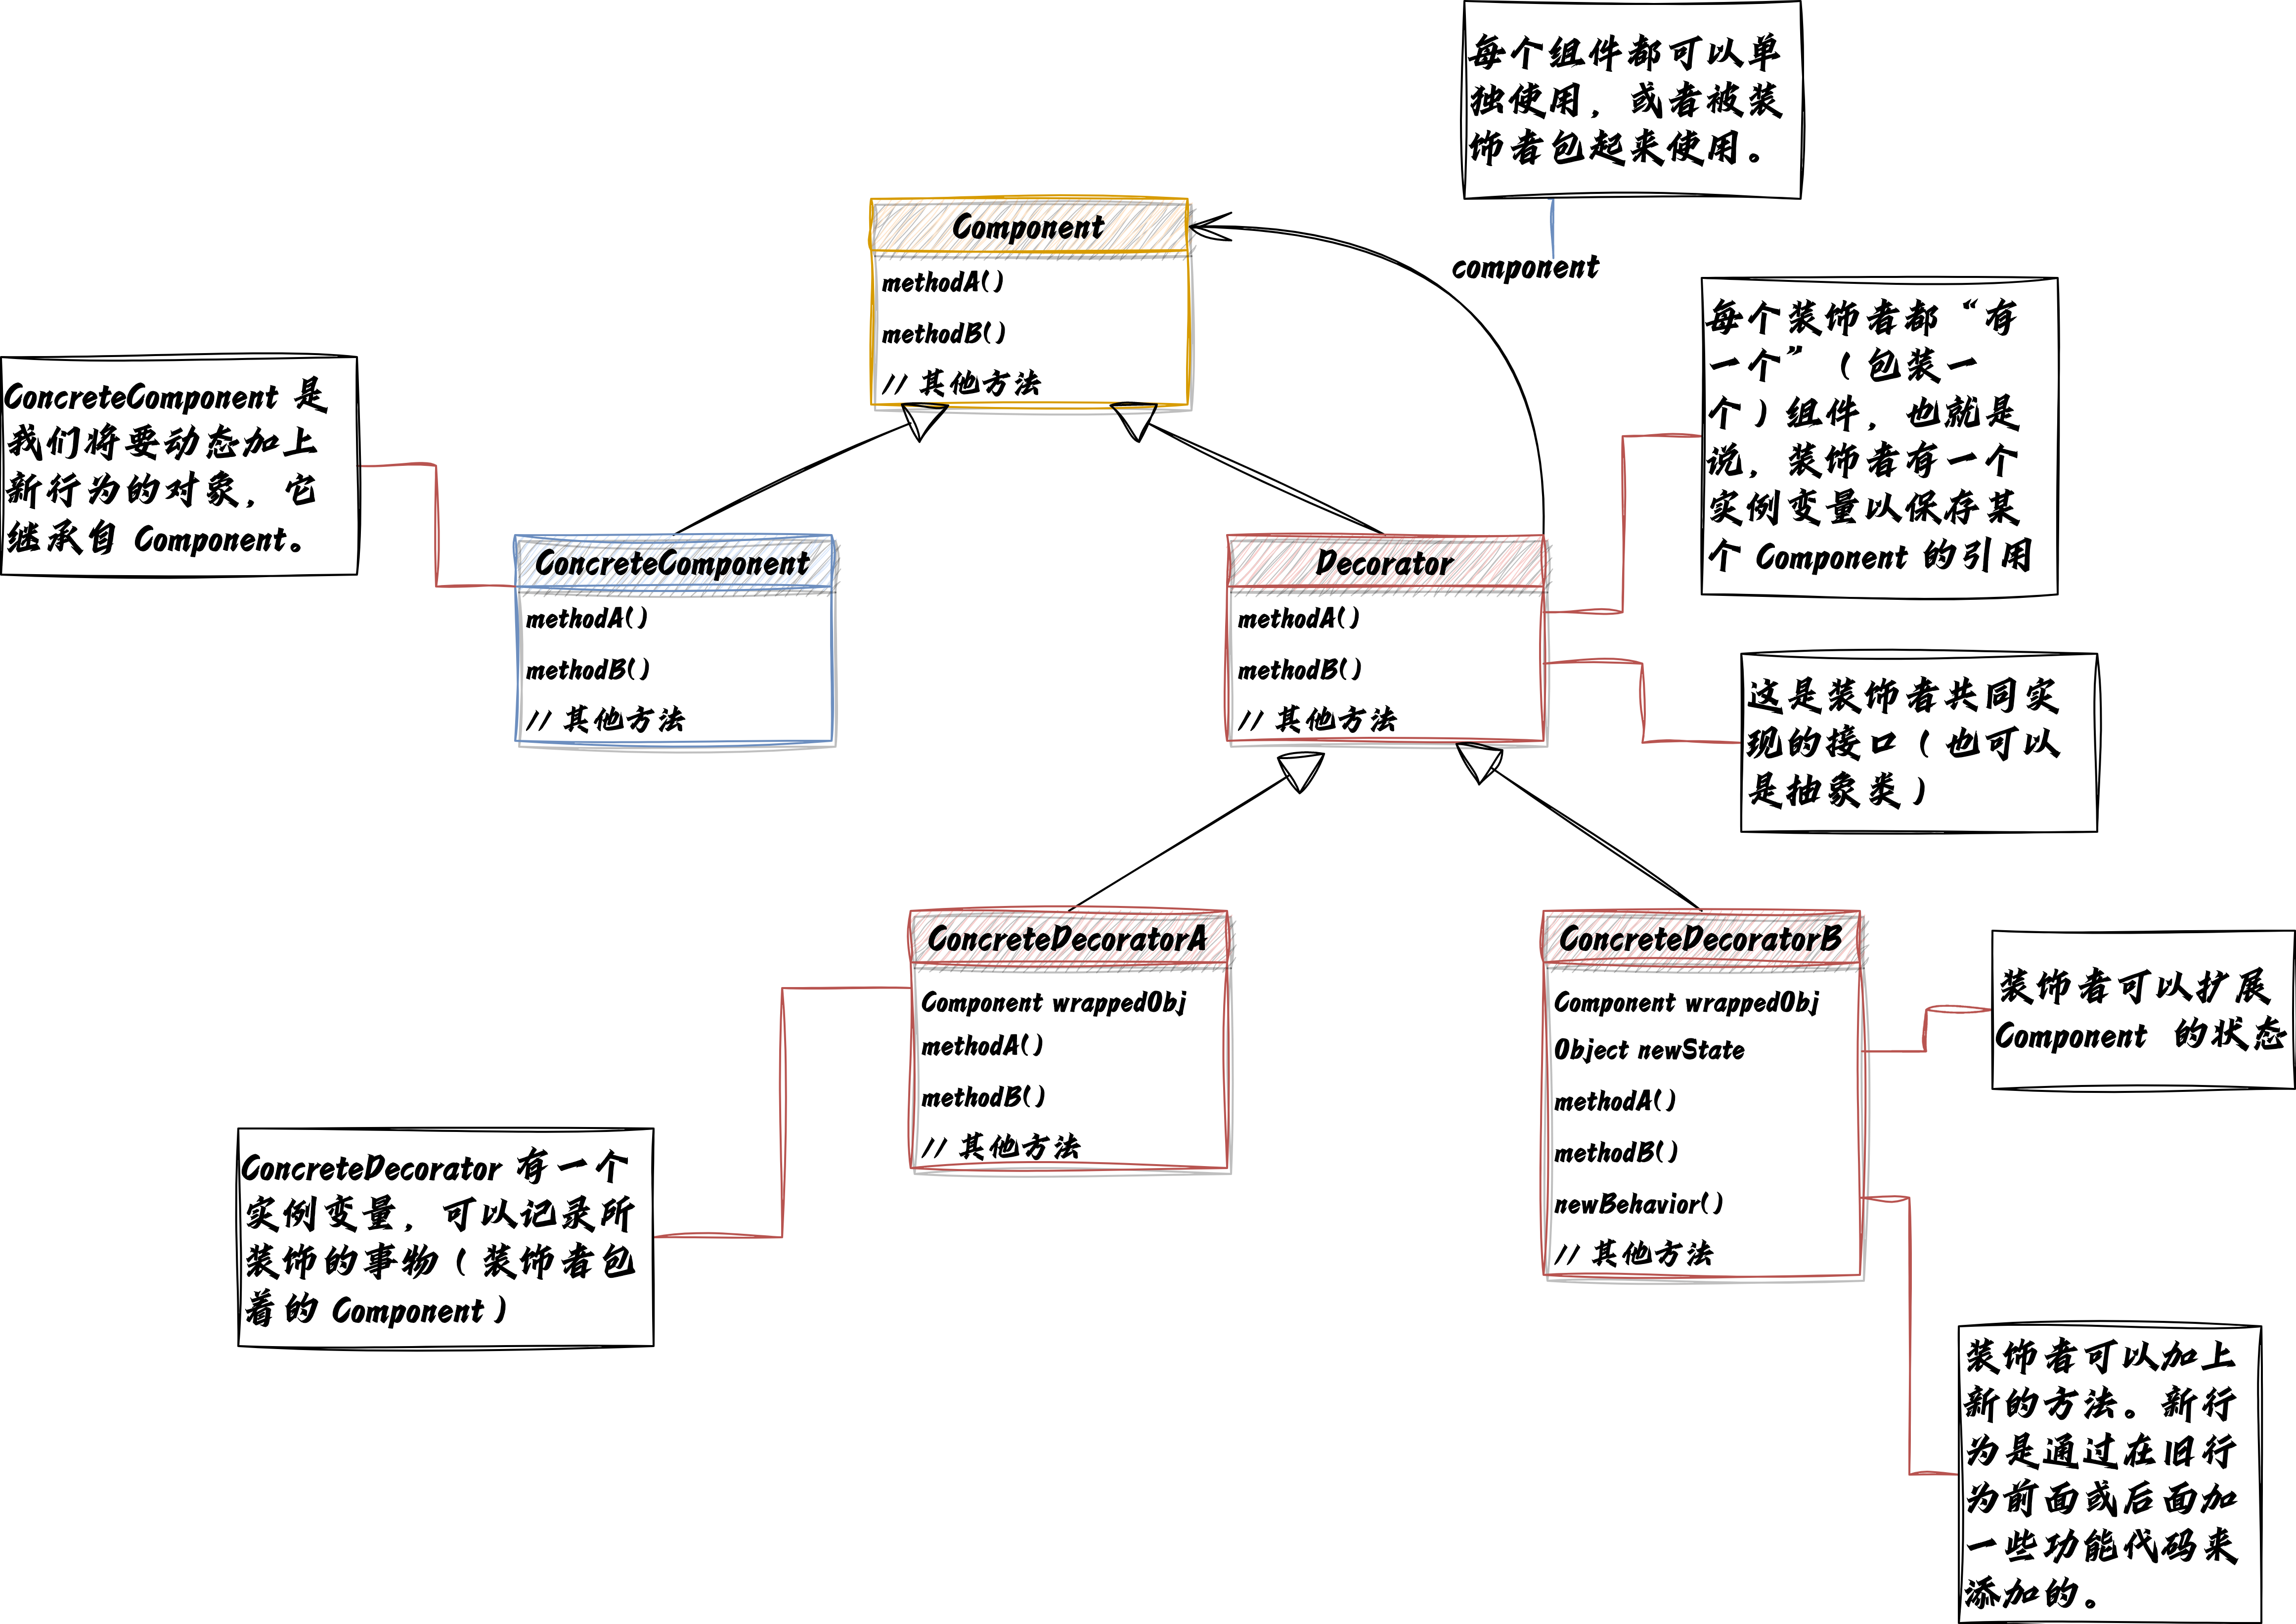 每个组件都可以单
独使用，或者被装
饰者包起来使用。
Component
methodA()
methodB()
// 其他方法
component
每个装饰者都“有
一个”（包装一
个）组件，也就是
说，装饰者有一个
实例变量以保存某
个 Component 的引用
ConcreteComponent 是
我们将要动态加上
新行为的对象，它
继承自 Component。
ConcreteComponent
methodA()
methodB()
// 其他方法
Decorator
methodA()
methodB()
// 其他方法
这是装饰者共同实
现的接口（也可以
是抽象类）
ConcreteDecoratorA
Component wrappedObj
methodA()
methodB()
// 其他方法
ConcreteDecoratorB
Component wrappedObj
Object newState
methodA()
methodB()
newBehavior()
// 其他方法
装饰者可以扩展
Component 的状态
ConcreteDecorator 有一个
实例变量，可以记录所
装饰的事物（装饰者包
着的 Component）
装饰者可以加上
新的方法。新行
为是通过在旧行
为前面或后面加
一些功能代码来
添加的。